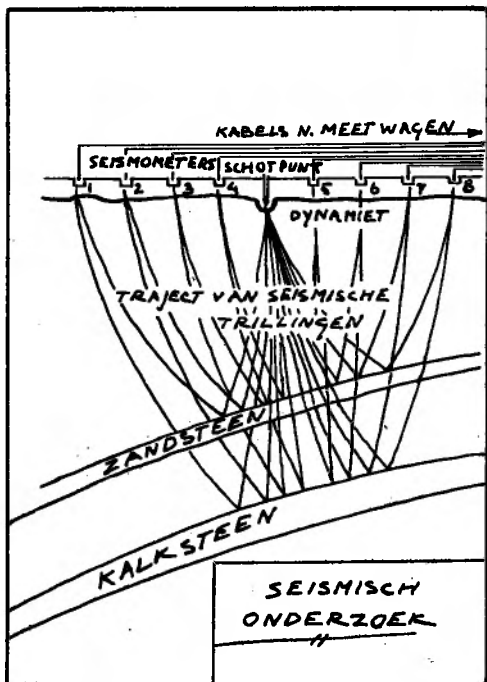 KABELS N. MEETWAGEN
SEISMOMETERS SCHOTPUNT
1 2 3 4 5 6 7 8
DYNAMIET
TRAJECT VAN SEISMISCHE
TRILLINGEN
ZANDSTEEN
KALKSTEEN
SEISMISCH
ONDERZOEK